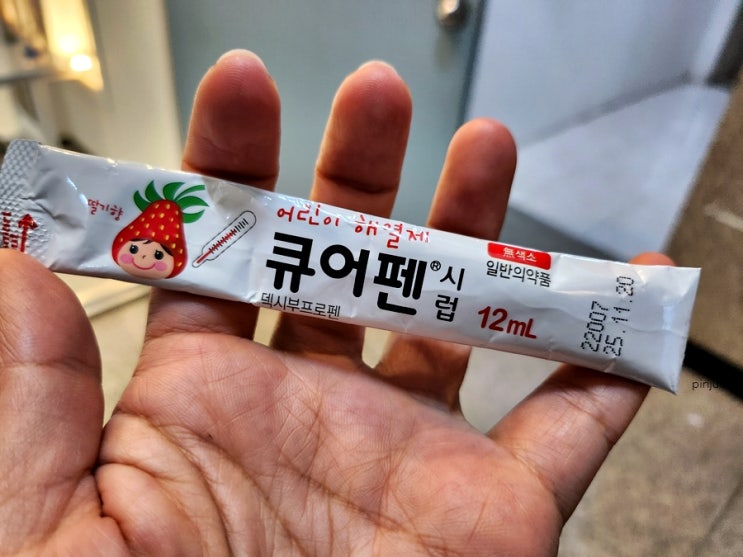 딸기향
어린이 해열제
큐어펜® 시럽
덱시부프로펜
12mL
無색소
일반의약품
22007
25.11.20